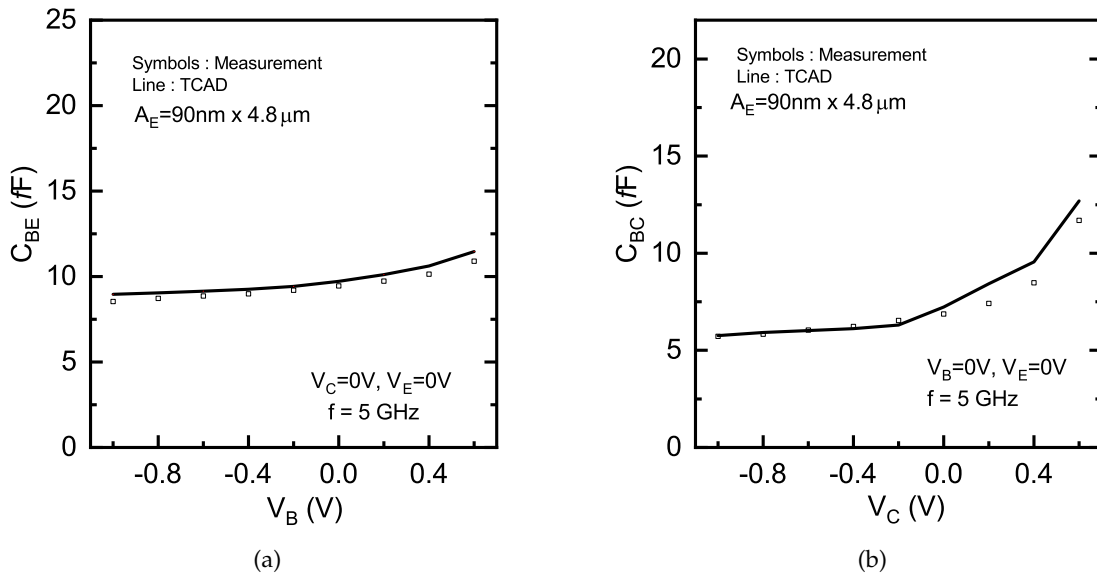 25
20
15
10
5
0
C_BE (fF)
Symbols : Measurement
Line : TCAD
A_E=90nm x 4.8 μm
V_C=0V, V_E=0V
f = 5 GHz
-0.8 -0.4 0.0 0.4
V_B (V)
(a)
20
15
10
5
0
C_BC (fF)
Symbols : Measurement
Line : TCAD
A_E=90nm x 4.8 μm
V_B=0V, V_E=0V
f = 5 GHz
-0.8 -0.4 0.0 0.4
V_C (V)
(b)